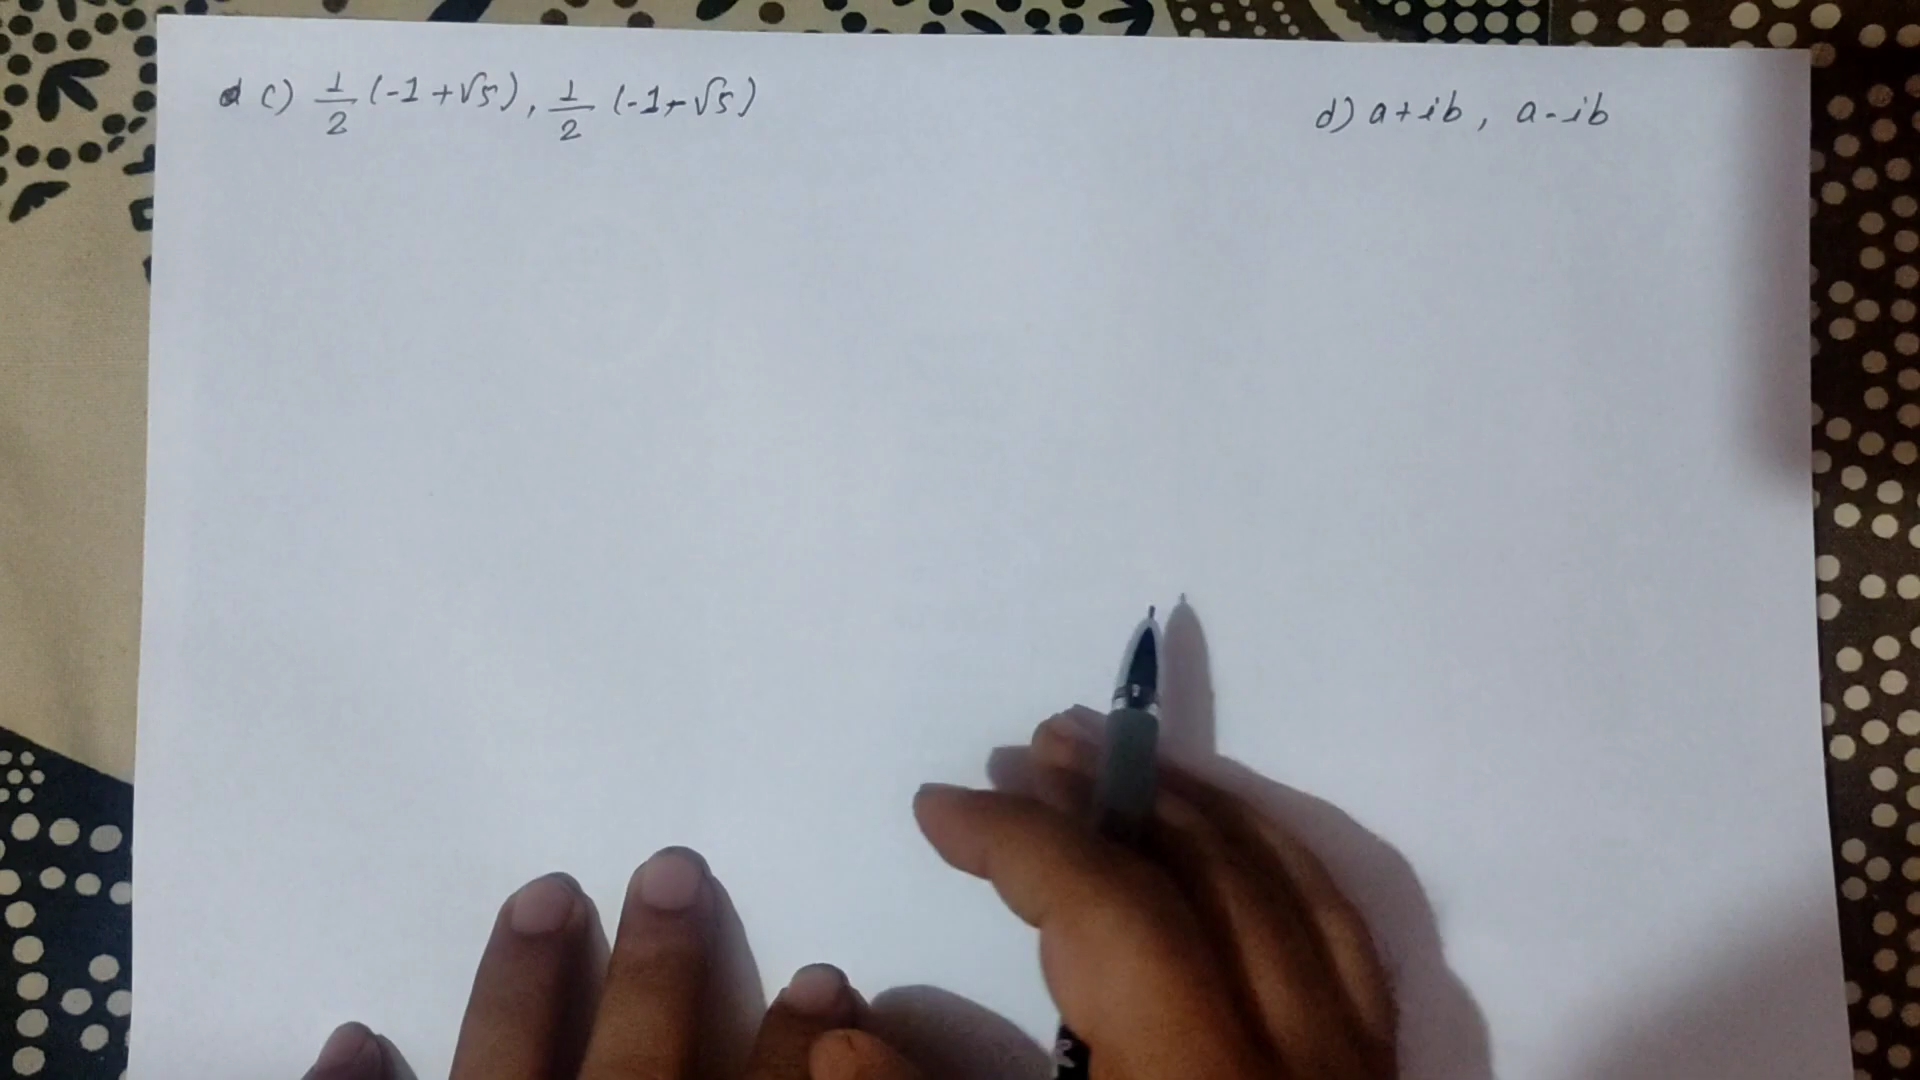 c) 1/2 (-1+√5), 1/2 (-1-√5)
d) a+ib, a-ib